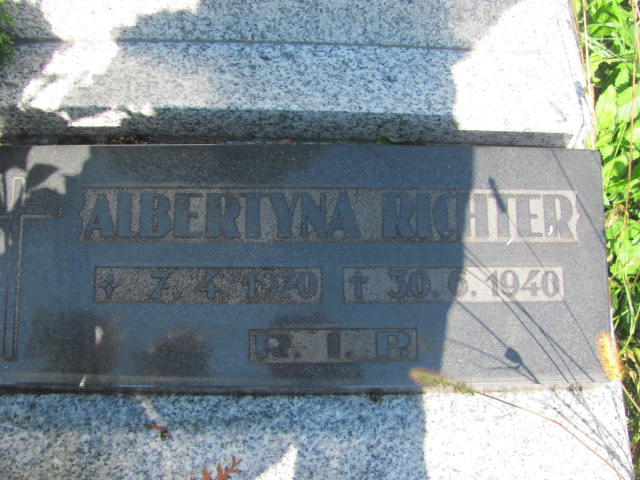 ALBERTYNA RICHTER
✧ 7. 4. 1870 † 30. 6. 1940
R. I. P.